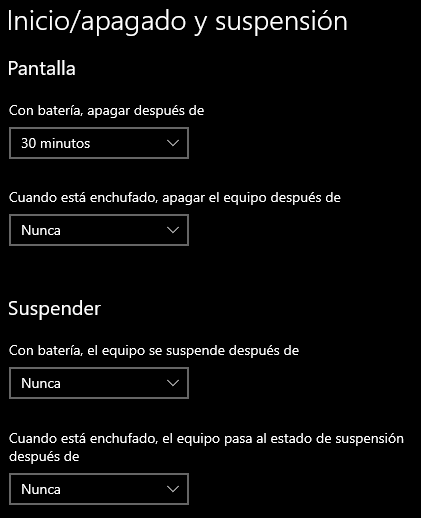 Inicio/apagado y suspensión
Pantalla
Con batería, apagar después de
30 minutos
Cuando está enchufado, apagar el equipo después de
Nunca
Suspender
Con batería, el equipo se suspende después de
Nunca
Cuando está enchufado, el equipo pasa al estado de suspensión
después de
Nunca